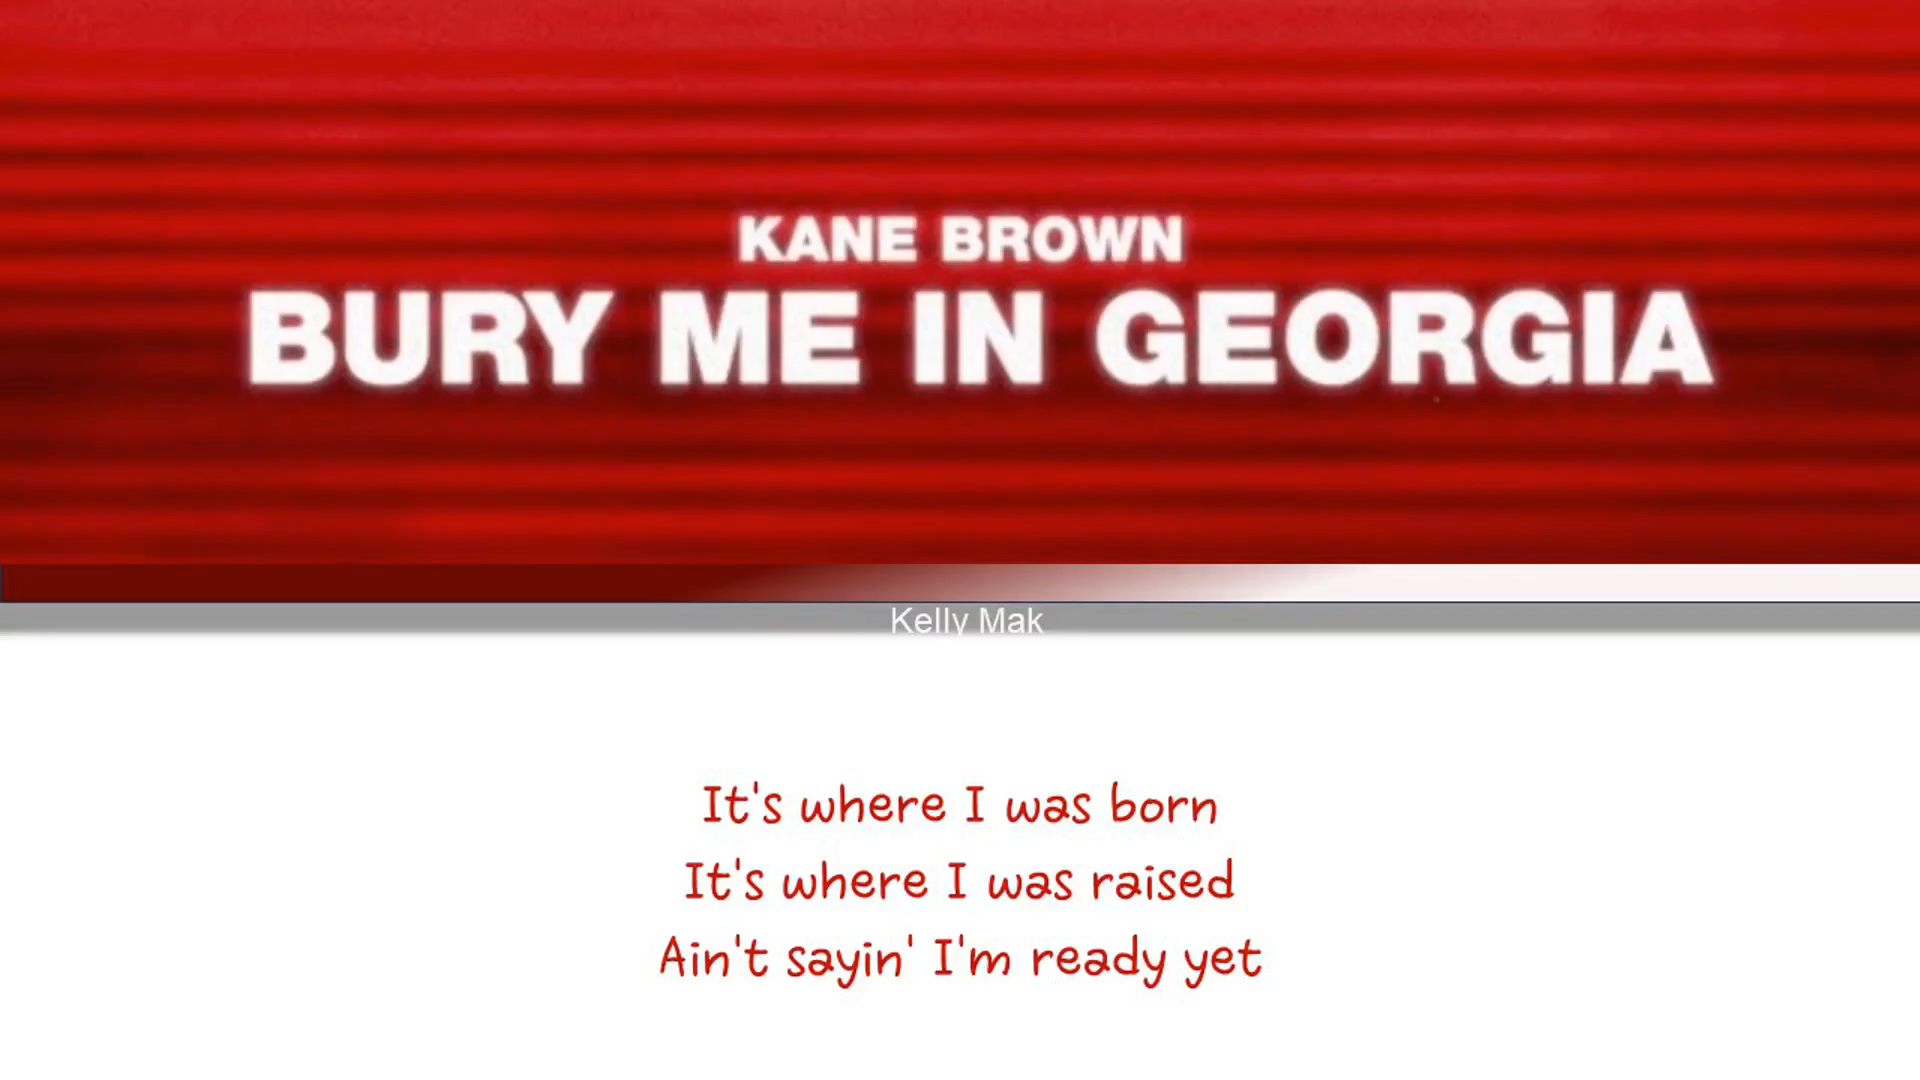 KANE BROWN
BURY ME IN GEORGIA
Kelly Mak
It's where I was born
It's where I was raised
Ain't sayin' I'm ready yet